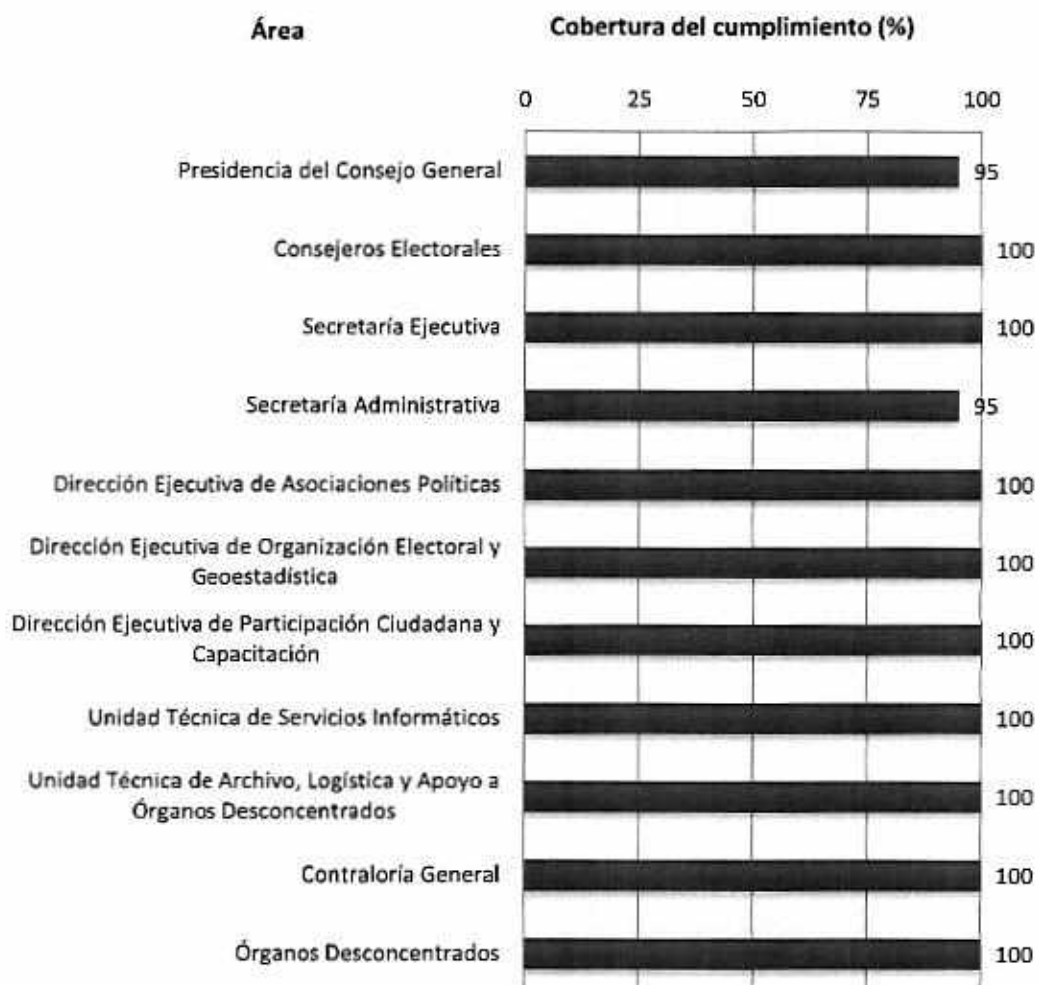 Área Cobertura del cumplimiento (%)
0 25 50 75 100
Presidencia del Consejo General 95
Consejeros Electorales 100
Secretaría Ejecutiva 100
Secretaría Administrativa 95
Dirección Ejecutiva de Asociaciones Políticas 100
Dirección Ejecutiva de Organización Electoral y
Geoestadística 100
Dirección Ejecutiva de Participación Ciudadana y
Capacitación 100
Unidad Técnica de Servicios Informáticos 100
Unidad Técnica de Archivo, Logística y Apoyo a
Órganos Desconcentrados 100
Contraloría General 100
Órganos Desconcentrados 100